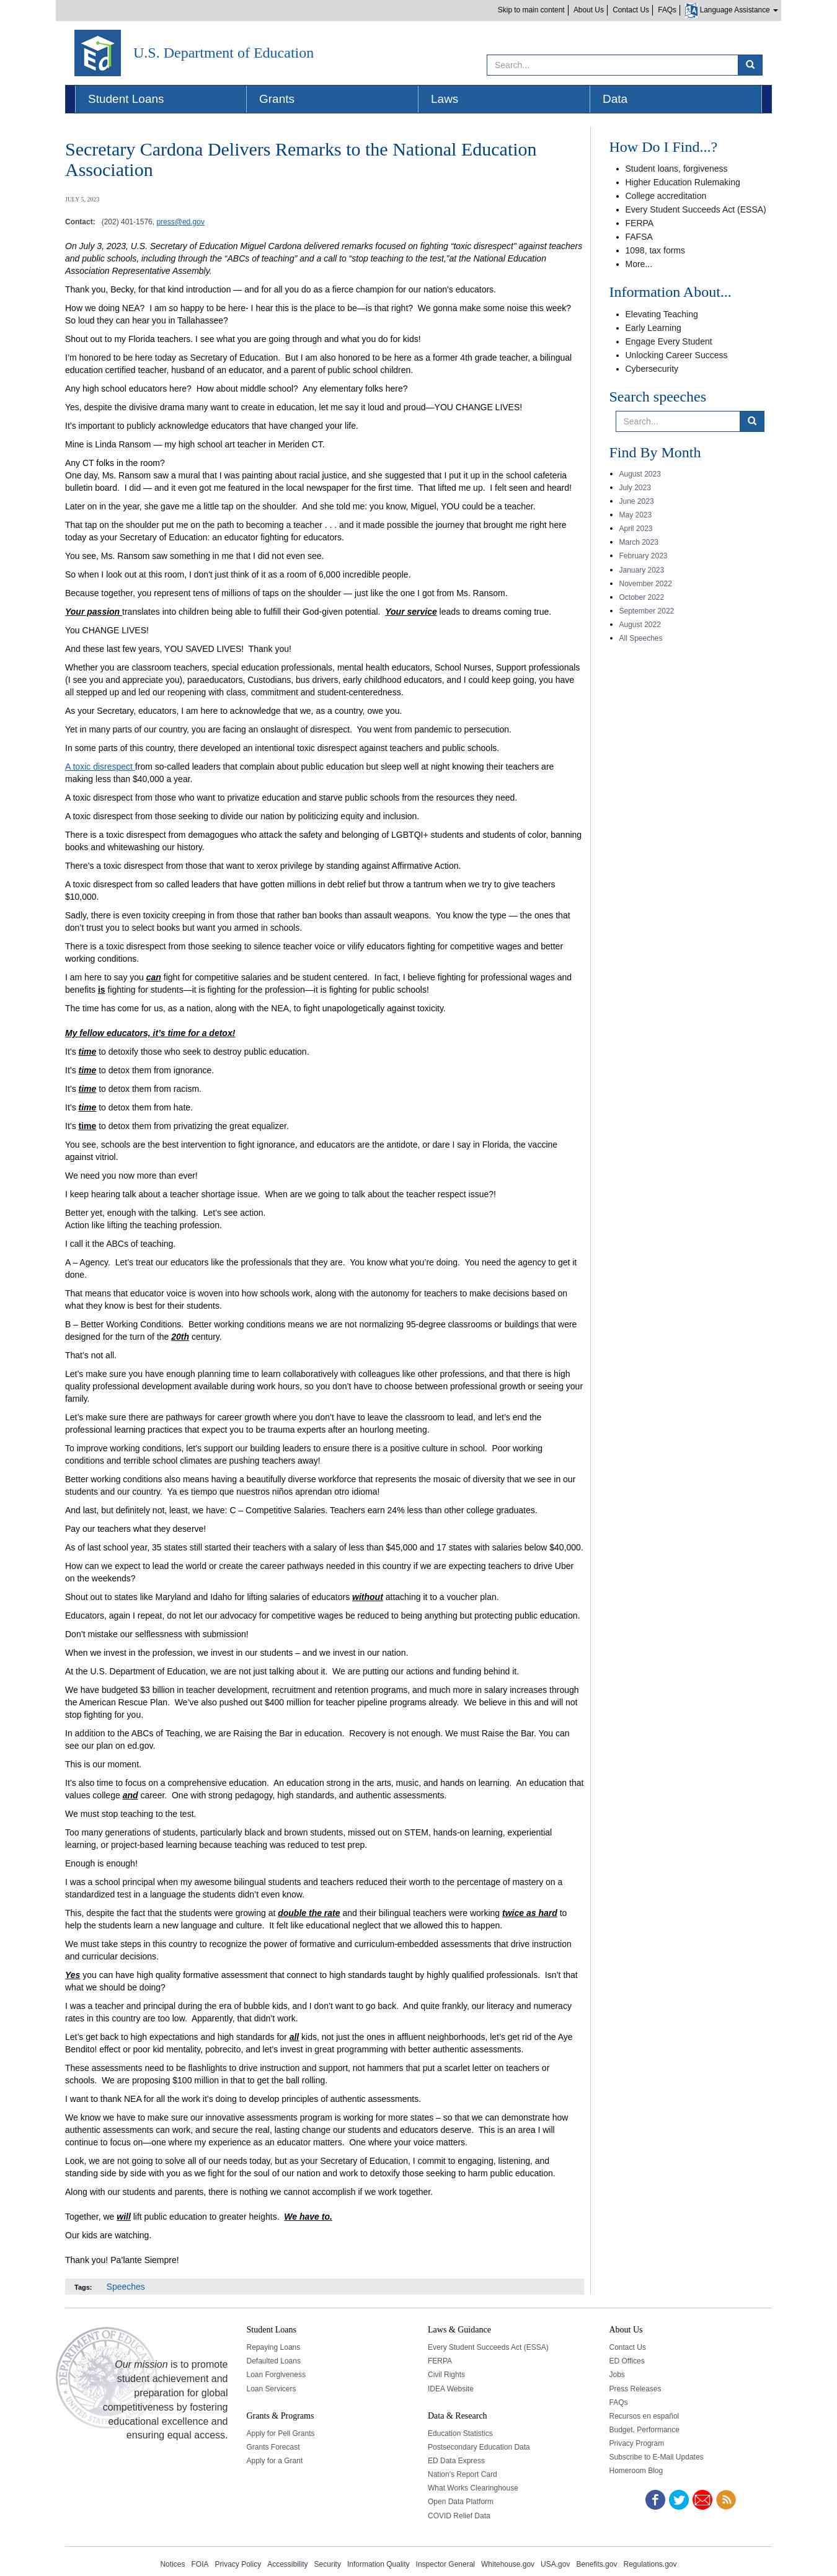 Skip to main content
About Us
Contact Us
FAQs
Language Assistance
U.S. Department of Education
Search...
Student Loans
Grants
Laws
Data
Secretary Cardona Delivers Remarks to the National Education
Association
JULY 5, 2023
Contact: (202) 401-1576, press@ed.gov
On July 3, 2023, U.S. Secretary of Education Miguel Cardona delivered remarks focused on fighting “toxic disrespect” against teachers
and public schools, including through the “ABCs of teaching” and a call to “stop teaching to the test,”at the National Education
Association Representative Assembly.
Thank you, Becky, for that kind introduction — and for all you do as a fierce champion for our nation's educators.
How we doing NEA?  I am so happy to be here- I hear this is the place to be—is that right?  We gonna make some noise this week?
So loud they can hear you in Tallahassee?
Shout out to my Florida teachers. I see what you are going through and what you do for kids!
I’m honored to be here today as Secretary of Education.  But I am also honored to be here as a former 4th grade teacher, a bilingual
education certified teacher, husband of an educator, and a parent of public school children.
Any high school educators here?  How about middle school?  Any elementary folks here?
Yes, despite the divisive drama many want to create in education, let me say it loud and proud—YOU CHANGE LIVES!
It's important to publicly acknowledge educators that have changed your life.
Mine is Linda Ransom — my high school art teacher in Meriden CT.
Any CT folks in the room?
One day, Ms. Ransom saw a mural that I was painting about racial justice, and she suggested that I put it up in the school cafeteria
bulletin board.  I did — and it even got me featured in the local newspaper for the first time.  That lifted me up.  I felt seen and heard!
Later on in the year, she gave me a little tap on the shoulder.  And she told me: you know, Miguel, YOU could be a teacher.
That tap on the shoulder put me on the path to becoming a teacher . . . and it made possible the journey that brought me right here
today as your Secretary of Education: an educator fighting for educators.
You see, Ms. Ransom saw something in me that I did not even see.
So when I look out at this room, I don't just think of it as a room of 6,000 incredible people.
Because together, you represent tens of millions of taps on the shoulder — just like the one I got from Ms. Ransom.
Your passion translates into children being able to fulfill their God-given potential.  Your service leads to dreams coming true.
You CHANGE LIVES!
And these last few years, YOU SAVED LIVES!  Thank you!
Whether you are classroom teachers, special education professionals, mental health educators, School Nurses, Support professionals
(I see you and appreciate you), paraeducators, Custodians, bus drivers, early childhood educators, and I could keep going, you have
all stepped up and led our reopening with class, commitment and student-centeredness.
As your Secretary, educators, I am here to acknowledge that we, as a country, owe you.
Yet in many parts of our country, you are facing an onslaught of disrespect.  You went from pandemic to persecution.
In some parts of this country, there developed an intentional toxic disrespect against teachers and public schools.
A toxic disrespect from so-called leaders that complain about public education but sleep well at night knowing their teachers are
making less than $40,000 a year.
A toxic disrespect from those who want to privatize education and starve public schools from the resources they need.
A toxic disrespect from those seeking to divide our nation by politicizing equity and inclusion.
There is a toxic disrespect from demagogues who attack the safety and belonging of LGBTQI+ students and students of color, banning
books and whitewashing our history.
There's a toxic disrespect from those that want to xerox privilege by standing against Affirmative Action.
A toxic disrespect from so called leaders that have gotten millions in debt relief but throw a tantrum when we try to give teachers
$10,000.
Sadly, there is even toxicity creeping in from those that rather ban books than assault weapons.  You know the type — the ones that
don’t trust you to select books but want you armed in schools.
There is a toxic disrespect from those seeking to silence teacher voice or vilify educators fighting for competitive wages and better
working conditions.
I am here to say you can fight for competitive salaries and be student centered.  In fact, I believe fighting for professional wages and
benefits is fighting for students—it is fighting for the profession—it is fighting for public schools!
The time has come for us, as a nation, along with the NEA, to fight unapologetically against toxicity.
My fellow educators, it’s time for a detox!
It’s time to detoxify those who seek to destroy public education.
It’s time to detox them from ignorance.
It’s time to detox them from racism.
It’s time to detox them from hate.
It’s time to detox them from privatizing the great equalizer.
You see, schools are the best intervention to fight ignorance, and educators are the antidote, or dare I say in Florida, the vaccine
against vitriol.
We need you now more than ever!
I keep hearing talk about a teacher shortage issue.  When are we going to talk about the teacher respect issue?!
Better yet, enough with the talking.  Let’s see action.
Action like lifting the teaching profession.
I call it the ABCs of teaching.
A – Agency.  Let’s treat our educators like the professionals that they are.  You know what you’re doing.  You need the agency to get it
done.
That means that educator voice is woven into how schools work, along with the autonomy for teachers to make decisions based on
what they know is best for their students.
B – Better Working Conditions.  Better working conditions means we are not normalizing 95-degree classrooms or buildings that were
designed for the turn of the 20th century.
That’s not all.
Let’s make sure you have enough planning time to learn collaboratively with colleagues like other professions, and that there is high
quality professional development available during work hours, so you don’t have to choose between professional growth or seeing your
family.
Let’s make sure there are pathways for career growth where you don’t have to leave the classroom to lead, and let’s end the
professional learning practices that expect you to be trauma experts after an hourlong meeting.
To improve working conditions, let’s support our building leaders to ensure there is a positive culture in school.  Poor working
conditions and terrible school climates are pushing teachers away!
Better working conditions also means having a beautifully diverse workforce that represents the mosaic of diversity that we see in our
students and our country.  Ya es tiempo que nuestros niños aprendan otro idioma!
And last, but definitely not, least, we have: C – Competitive Salaries. Teachers earn 24% less than other college graduates.
Pay our teachers what they deserve!
As of last school year, 35 states still started their teachers with a salary of less than $45,000 and 17 states with salaries below $40,000.
How can we expect to lead the world or create the career pathways needed in this country if we are expecting teachers to drive Uber
on the weekends?
Shout out to states like Maryland and Idaho for lifting salaries of educators without attaching it to a voucher plan.
Educators, again I repeat, do not let our advocacy for competitive wages be reduced to being anything but protecting public education.
Don’t mistake our selflessness with submission!
When we invest in the profession, we invest in our students – and we invest in our nation.
At the U.S. Department of Education, we are not just talking about it.  We are putting our actions and funding behind it.
We have budgeted $3 billion in teacher development, recruitment and retention programs, and much more in salary increases through
the American Rescue Plan.  We’ve also pushed out $400 million for teacher pipeline programs already.  We believe in this and will not
stop fighting for you.
In addition to the ABCs of Teaching, we are Raising the Bar in education.  Recovery is not enough. We must Raise the Bar. You can
see our plan on ed.gov.
This is our moment.
It’s also time to focus on a comprehensive education.  An education strong in the arts, music, and hands on learning.  An education that
values college and career.  One with strong pedagogy, high standards, and authentic assessments.
We must stop teaching to the test.
Too many generations of students, particularly black and brown students, missed out on STEM, hands-on learning, experiential
learning, or project-based learning because teaching was reduced to test prep.
Enough is enough!
I was a school principal when my awesome bilingual students and teachers reduced their worth to the percentage of mastery on a
standardized test in a language the students didn’t even know.
This, despite the fact that the students were growing at double the rate and their bilingual teachers were working twice as hard to
help the students learn a new language and culture.  It felt like educational neglect that we allowed this to happen.
We must take steps in this country to recognize the power of formative and curriculum-embedded assessments that drive instruction
and curricular decisions.
Yes you can have high quality formative assessment that connect to high standards taught by highly qualified professionals.  Isn’t that
what we should be doing?
I was a teacher and principal during the era of bubble kids, and I don’t want to go back.  And quite frankly, our literacy and numeracy
rates in this country are too low.  Apparently, that didn’t work.
Let’s get back to high expectations and high standards for all kids, not just the ones in affluent neighborhoods, let’s get rid of the Aye
Bendito! effect or poor kid mentality, pobrecito, and let’s invest in great programming with better authentic assessments.
These assessments need to be flashlights to drive instruction and support, not hammers that put a scarlet letter on teachers or
schools.  We are proposing $100 million in that to get the ball rolling.
I want to thank NEA for all the work it’s doing to develop principles of authentic assessments.
We know we have to make sure our innovative assessments program is working for more states – so that we can demonstrate how
authentic assessments can work, and secure the real, lasting change our students and educators deserve.  This is an area I will
continue to focus on—one where my experience as an educator matters.  One where your voice matters.
Look, we are not going to solve all of our needs today, but as your Secretary of Education, I commit to engaging, listening, and
standing side by side with you as we fight for the soul of our nation and work to detoxify those seeking to harm public education.
Along with our students and parents, there is nothing we cannot accomplish if we work together.
Together, we will lift public education to greater heights.  We have to.
Our kids are watching.
Thank you! Pa’lante Siempre!
Tags: Speeches
How Do I Find...?
Student loans, forgiveness
Higher Education Rulemaking
College accreditation
Every Student Succeeds Act (ESSA)
FERPA
FAFSA
1098, tax forms
More...
Information About...
Elevating Teaching
Early Learning
Engage Every Student
Unlocking Career Success
Cybersecurity
Search speeches
Search...
Find By Month
August 2023
July 2023
June 2023
May 2023
April 2023
March 2023
February 2023
January 2023
November 2022
October 2022
September 2022
August 2022
All Speeches
Our mission is to promote
student achievement and
preparation for global
competitiveness by fostering
educational excellence and
ensuring equal access.
Student Loans
Repaying Loans
Defaulted Loans
Loan Forgiveness
Loan Servicers
Grants & Programs
Apply for Pell Grants
Grants Forecast
Apply for a Grant
Laws & Guidance
Every Student Succeeds Act (ESSA)
FERPA
Civil Rights
IDEA Website
Data & Research
Education Statistics
Postsecondary Education Data
ED Data Express
Nation's Report Card
What Works Clearinghouse
Open Data Platform
COVID Relief Data
About Us
Contact Us
ED Offices
Jobs
Press Releases
FAQs
Recursos en español
Budget, Performance
Privacy Program
Subscribe to E-Mail Updates
Homeroom Blog
Notices FOIA Privacy Policy Accessibility Security Information Quality Inspector General Whitehouse.gov USA.gov Benefits.gov Regulations.gov